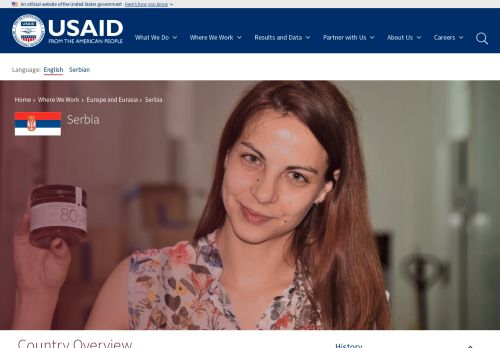 An official website of the United States government Here's how you know
USAID
FROM THE AMERICAN PEOPLE
What We Do Where We Work Results and Data Partner with Us About Us Careers
Language: English Serbian
Home > Where We Work > Europe and Eurasia > Serbia
Serbia
80
Country Overview
History